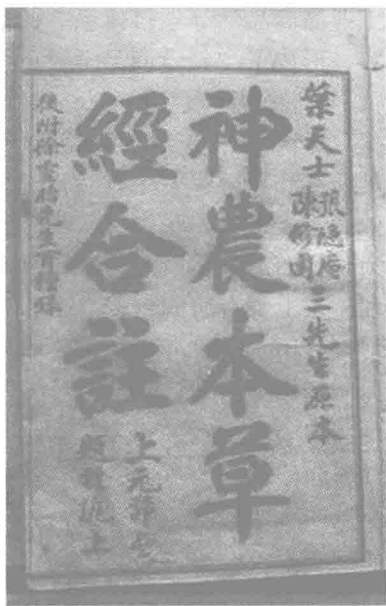 葉天士張隱庵陳修園三先生原本
神農本草
經合註
上元
題
後附徐靈胎先生百種錄